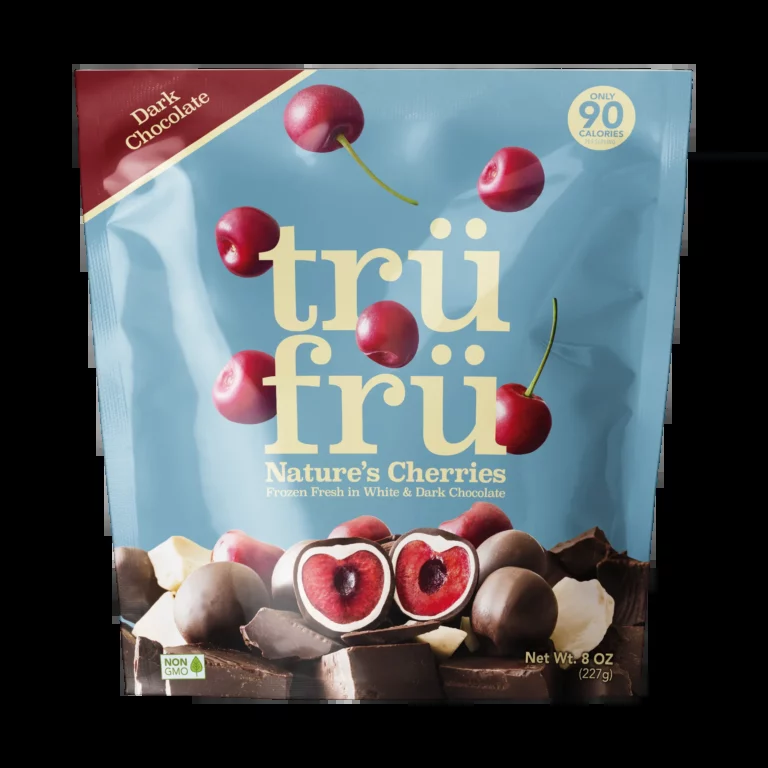 Dark
Chocolate
ONLY
90
CALORIES
trü
frü
Nature's Cherries
Frozen Fresh in White & Dark Chocolate
NON
GMO
Net Wt. 8 OZ
(227g)